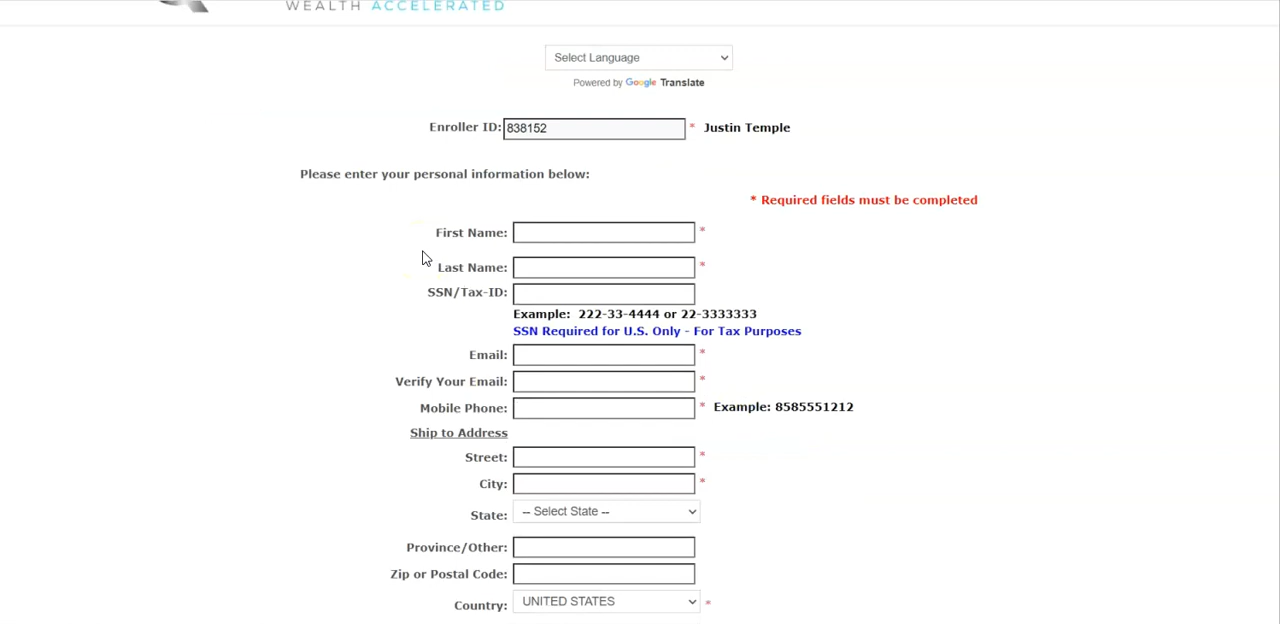 WEALTH ACCELERATED
Select Language
Powered by Google Translate
Enroller ID: 838152 * Justin Temple
Please enter your personal information below:
* Required fields must be completed
First Name: *
Last Name: *
SSN/Tax-ID:
Example: 222-33-4444 or 22-3333333
SSN Required for U.S. Only - For Tax Purposes
Email: *
Verify Your Email: *
Mobile Phone: * Example: 8585551212
Ship to Address
Street: *
City: *
State: -- Select State --
Province/Other:
Zip or Postal Code:
Country: UNITED STATES *